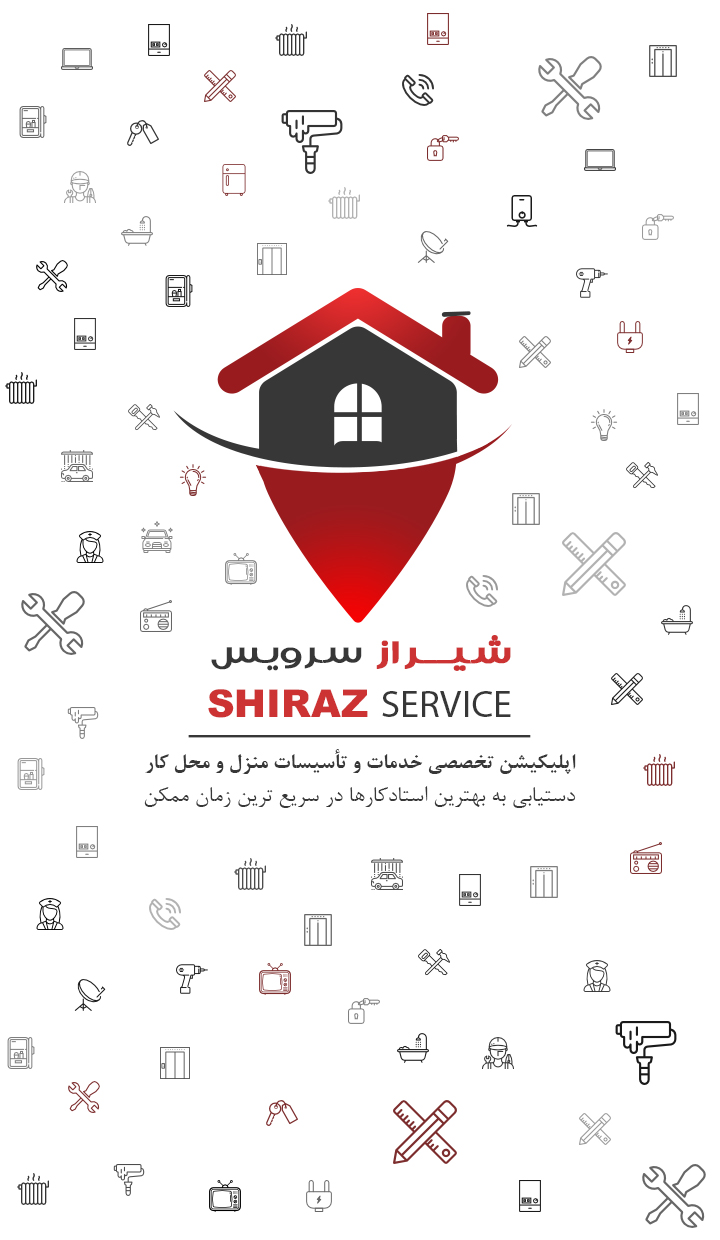 شیراز سرویس
SHIRAZ SERVICE
اپلیکیشن تخصصی خدمات و تأسیسات منزل و محل کار
دستیابی به بهترین استادکارها در سریع ترین زمان ممکن